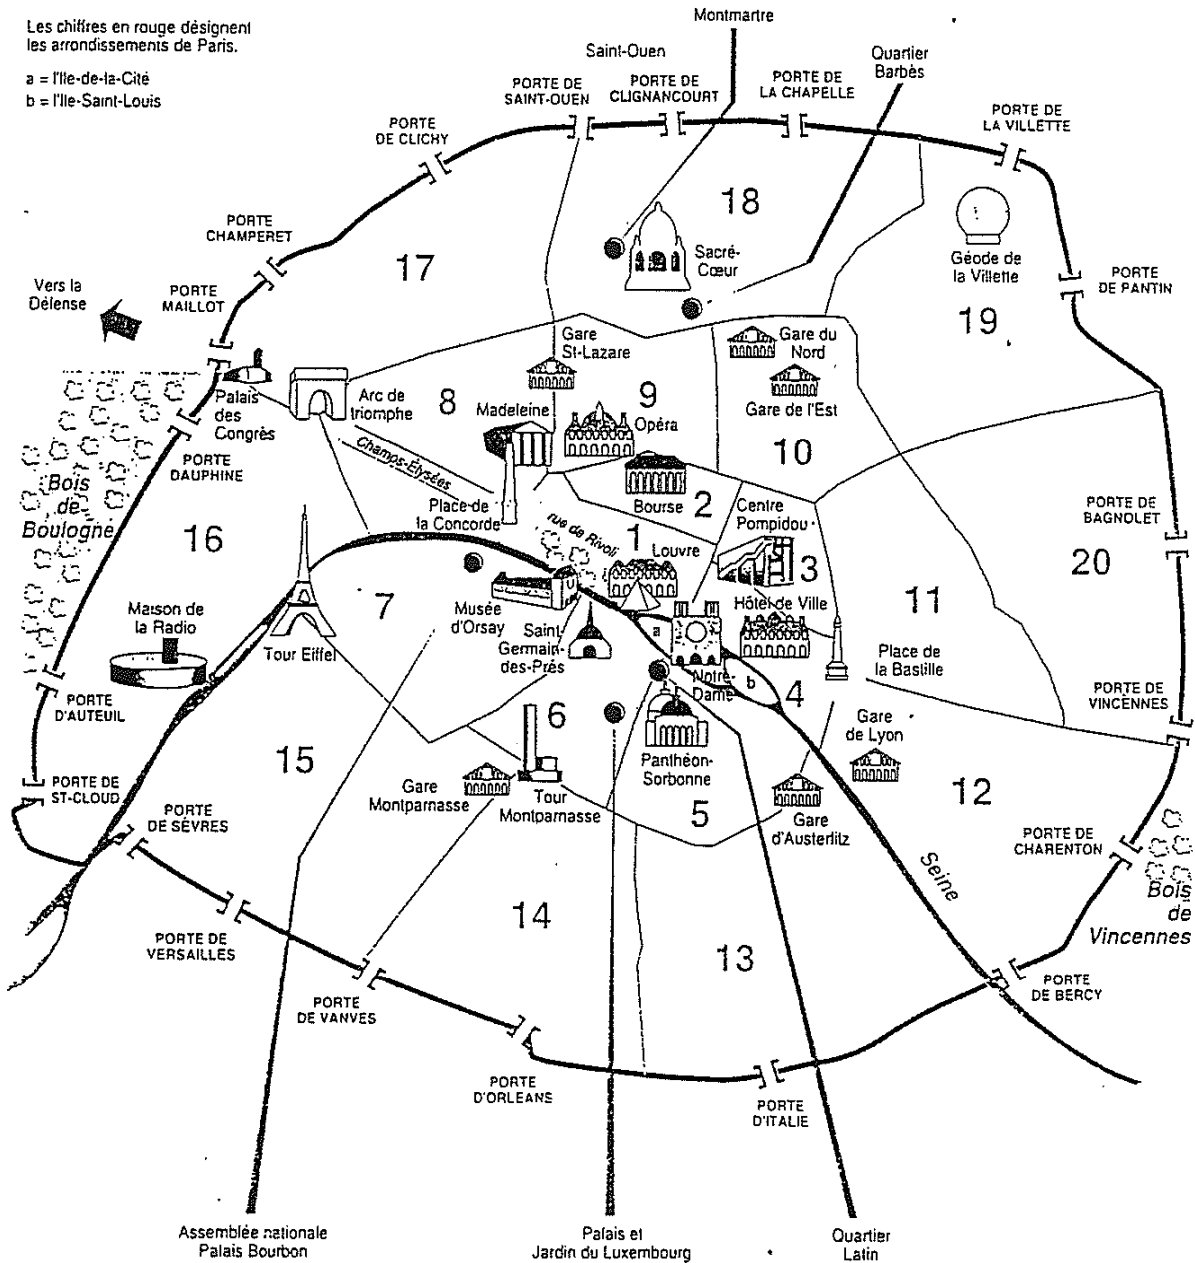 Les chiffres en rouge désignent
les arrondissements de Paris.
a = l'Ile-de-la-Cité
b = l'Ile-Saint-Louis
Montmartre
Saint-Ouen
Quartier
Barbès
PORTE DE
SAINT-OUEN
PORTE DE
CLIGNANCOURT
PORTE DE
LA CHAPELLE
PORTE DE
LA VILLETTE
PORTE
DE CLICHY
PORTE
CHAMPERET
18
17
Sacré-
Cœur
Géode de
la Villette
PORTE
DE PANTIN
Vers la
Défense
PORTE
MAILLOT
19
Gare
St-Lazare
Gare du
Nord
Gare de l'Est
Palais
des
Congrès
Arc de
triomphe
8
9
Madeleine
Opéra
10
PORTE
DAUPHINE
Champs-Elysées
Bois
de
Boulogne
Place de
la Concorde
Bourse
2
Centre
Pompidou
PORTE DE
BAGNOLET
16
rue de Rivoli
1
Louvre
3
20
7
Musée
d'Orsay
Hôtel de Ville
11
Maison de
la Radio
Tour Eiffel
Saint
Germain-
des-Prés
a
Place de
la Bastille
Notre-
Dame
b
4
PORTE
D'AUTEUIL
PORTE DE
VINCENNES
6
Gare
de Lyon
15
Panthéon-
Sorbonne
PORTE DE
ST-CLOUD
Gare
Montparnasse
Tour
Montparnasse
5
Gare
d'Austerlitz
12
PORTE
DE SÈVRES
PORTE DE
CHARENTON
Seine
Bois
de
Vincennes
14
PORTE DE
VERSAILLES
13
PORTE
DE VANVES
PORTE
DE BERCY
PORTE
D'ORLEANS
PORTE
D'ITALIE
Assemblée nationale
Palais Bourbon
Palais et
Jardin du Luxembourg
Quartier
Latin